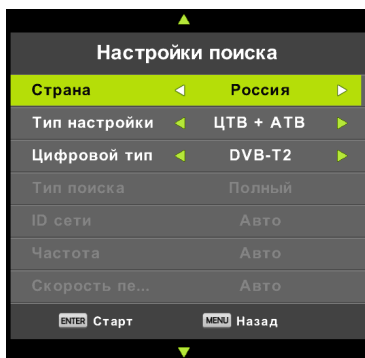 Настройки поиска
Страна Россия
Тип настройки ЦТВ + АТВ
Цифровой тип DVB-T2
Тип поиска Полный
ID сети Авто
Частота Авто
Скорость пе... Авто
ENTER Старт MENU Назад